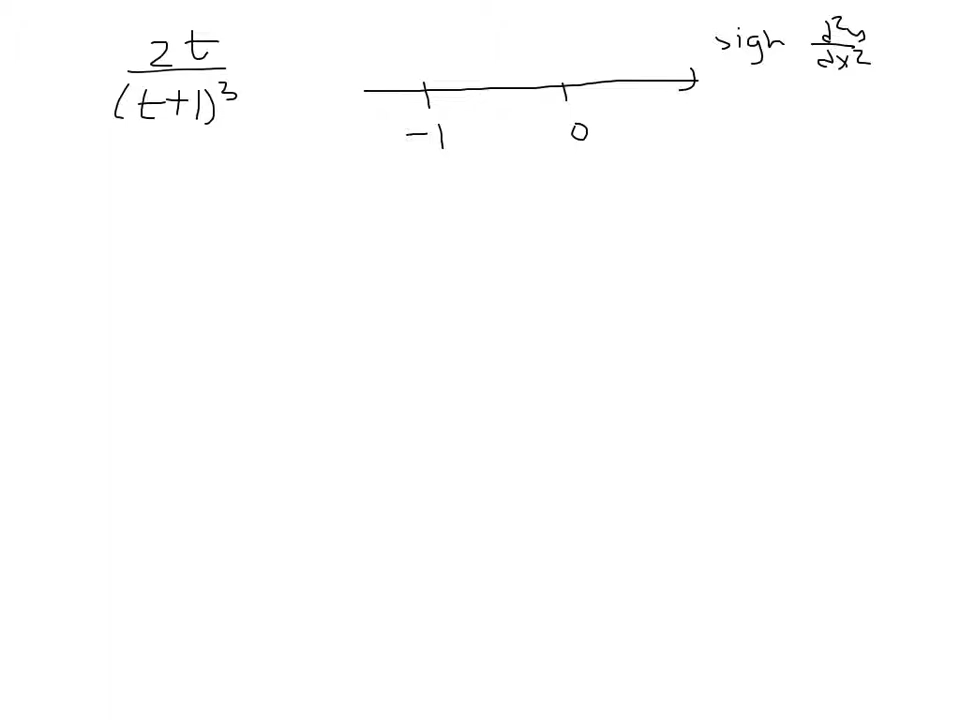 2t/(t+1)^3
-1 0
sign d²y/dx²